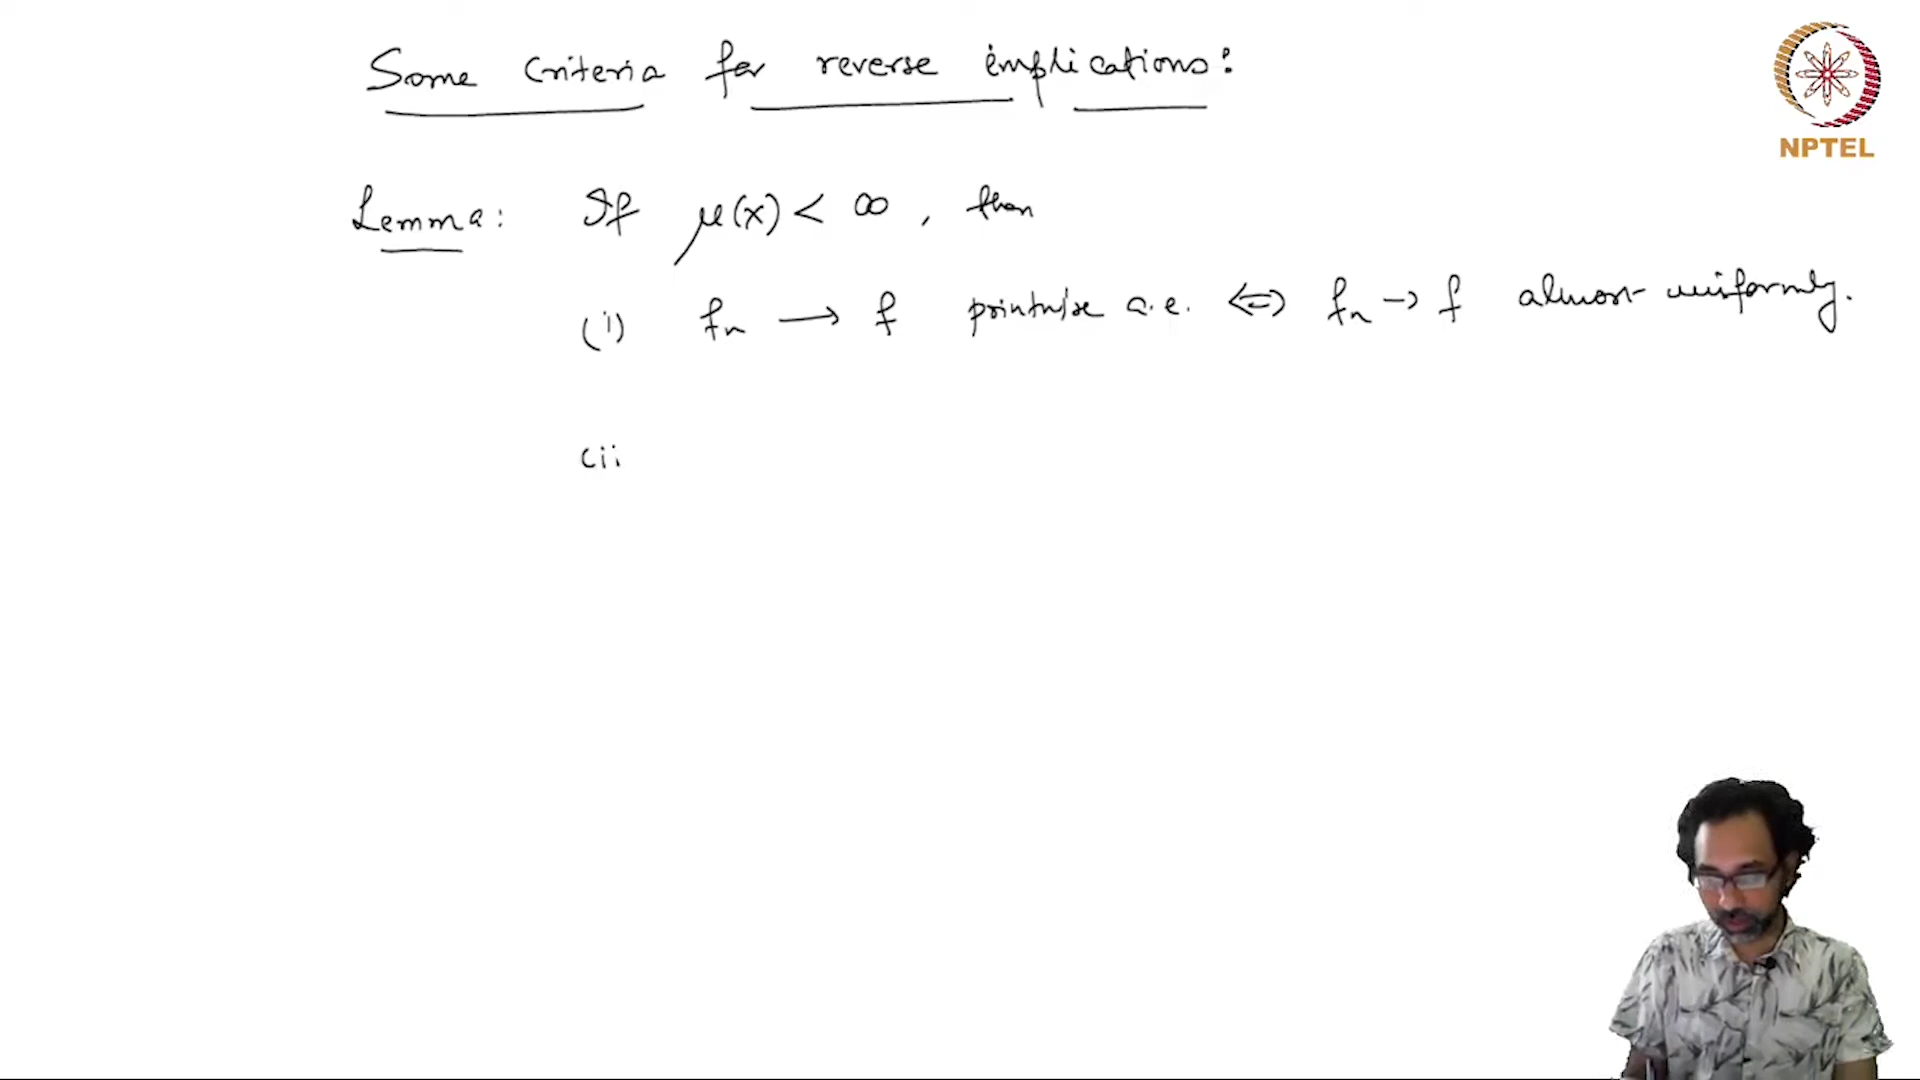 Some criteria for reverse implications:
NPTEL
Lemma: If μ(X) < ∞, then
(i) fn → f pointwise a.e. ⇔ fn → f almost uniformly.
(ii